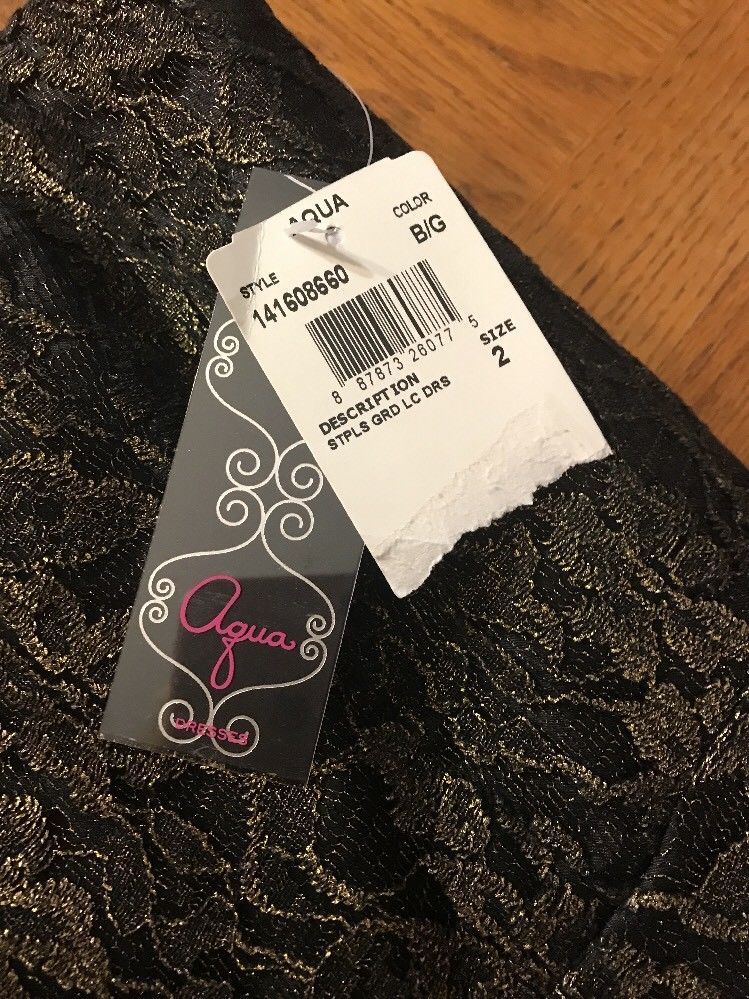 AQUA
COLOR
B/G
STYLE
141608660
8 87873 26077 5
SIZE
2
DESCRIPTION
STPLS GRD LC DRS
Aqua
DRESSES